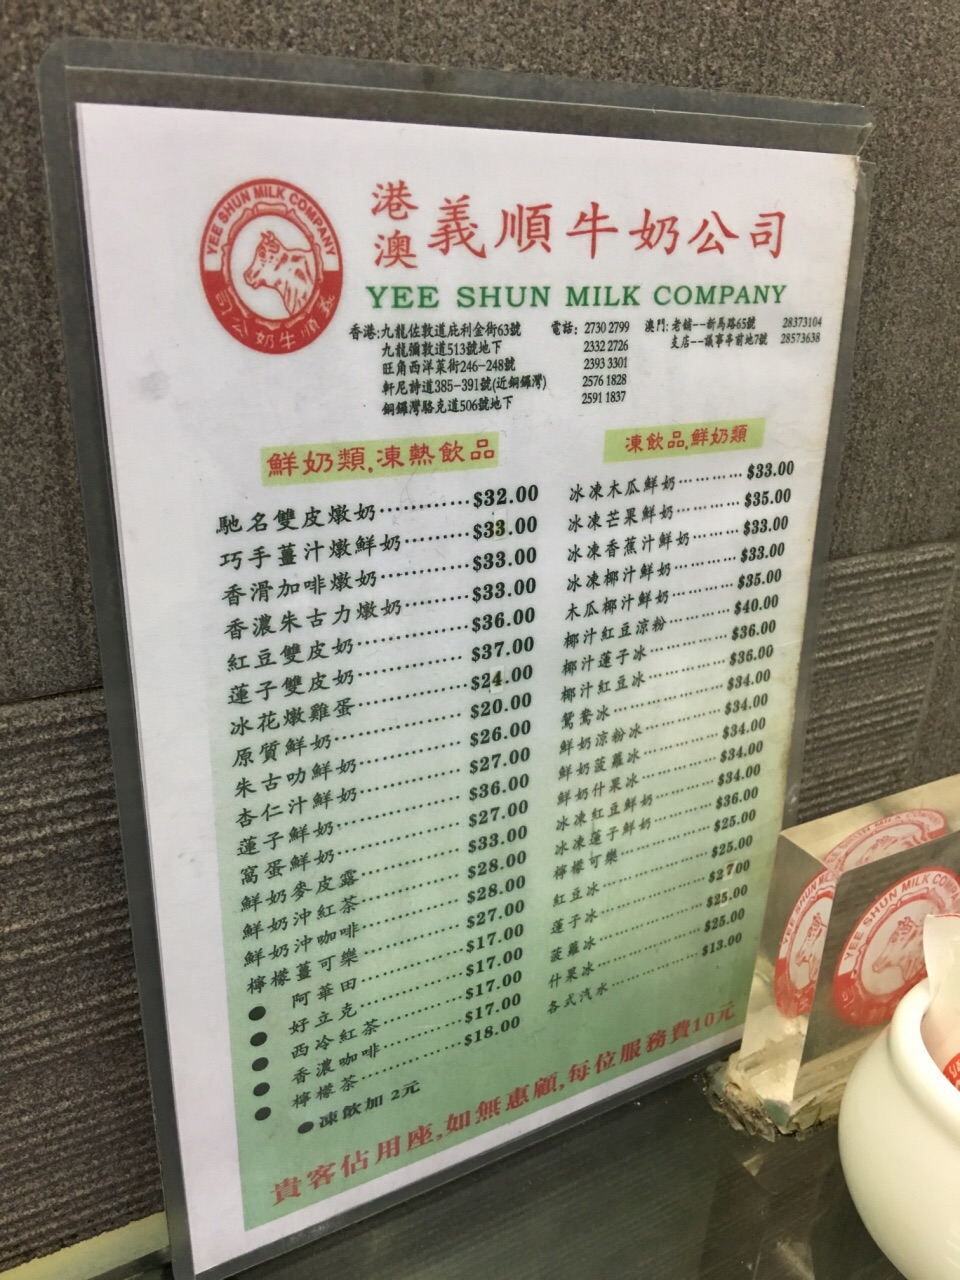 YEE SHUN MILK COMPANY
義順牛奶公司
港澳 義順牛奶公司
YEE SHUN MILK COMPANY
香港:九龍佐敦道庇利金街63號 電話: 2730 2799 澳門: 老舖--新馬路65號 28373104
九龍彌敦道513號地下 2332 2726 支店--議事亭前地7號 28573638
旺角西洋菜街246-248號 2393 3301
軒尼詩道385-391號(近銅鑼灣) 2576 1828
銅鑼灣駱克道506號地下 2591 1837
鮮奶類.凍熱飲品
馳名雙皮燉奶…………$32.00
巧手薑汁燉鮮奶………$33.00
香滑咖啡燉奶…………$33.00
香濃朱古力燉奶………$33.00
紅豆雙皮奶……………$36.00
蓮子雙皮奶……………$37.00
冰花燉雞蛋……………$24.00
原質鮮奶………………$20.00
朱古叻鮮奶……………$26.00
杏仁汁鮮奶……………$27.00
蓮子鮮奶………………$36.00
窩蛋鮮奶………………$27.00
鮮奶麥皮露……………$33.00
鮮奶沖紅茶……………$28.00
鮮奶沖咖啡……………$28.00
檸檬薑可樂……………$27.00
● 阿華田………………$17.00
● 好立克………………$17.00
● 西冷紅茶……………$17.00
● 香濃咖啡……………$17.00
● 檸檬茶………………$18.00
●凍飲加 2元
凍飲品.鮮奶類
冰凍木瓜鮮奶…………$33.00
冰凍芒果鮮奶…………$35.00
冰凍香蕉汁鮮奶………$33.00
冰凍椰汁鮮奶…………$33.00
木瓜椰汁鮮奶…………$35.00
椰汁紅豆涼粉…………$40.00
椰汁蓮子冰……………$36.00
椰汁紅豆冰……………$36.00
鴛鴦冰…………………$34.00
鮮奶涼粉冰……………$34.00
鮮奶菠蘿冰……………$34.00
鮮奶什果冰……………$34.00
冰凍紅豆鮮奶…………$34.00
冰凍蓮子鮮奶…………$36.00
檸檬可樂………………$25.00
紅豆冰…………………$25.00
蓮子冰…………………$27.00
菠蘿冰…………………$25.00
什果冰…………………$25.00
各式汽水………………$13.00
貴客佔用座,如無惠顧,每位服務費10元
YEE SHUN MILK COMPANY